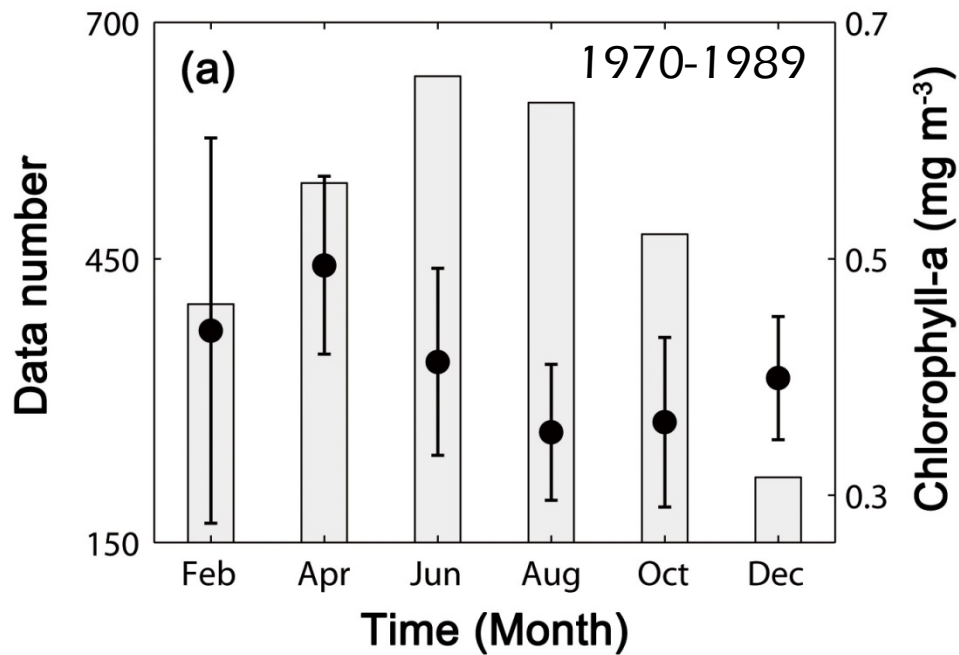 (a)
1970-1989
Data number
700
450
150
Chlorophyll-a (mg m⁻³)
0.7
0.5
0.3
Feb Apr Jun Aug Oct Dec
Time (Month)